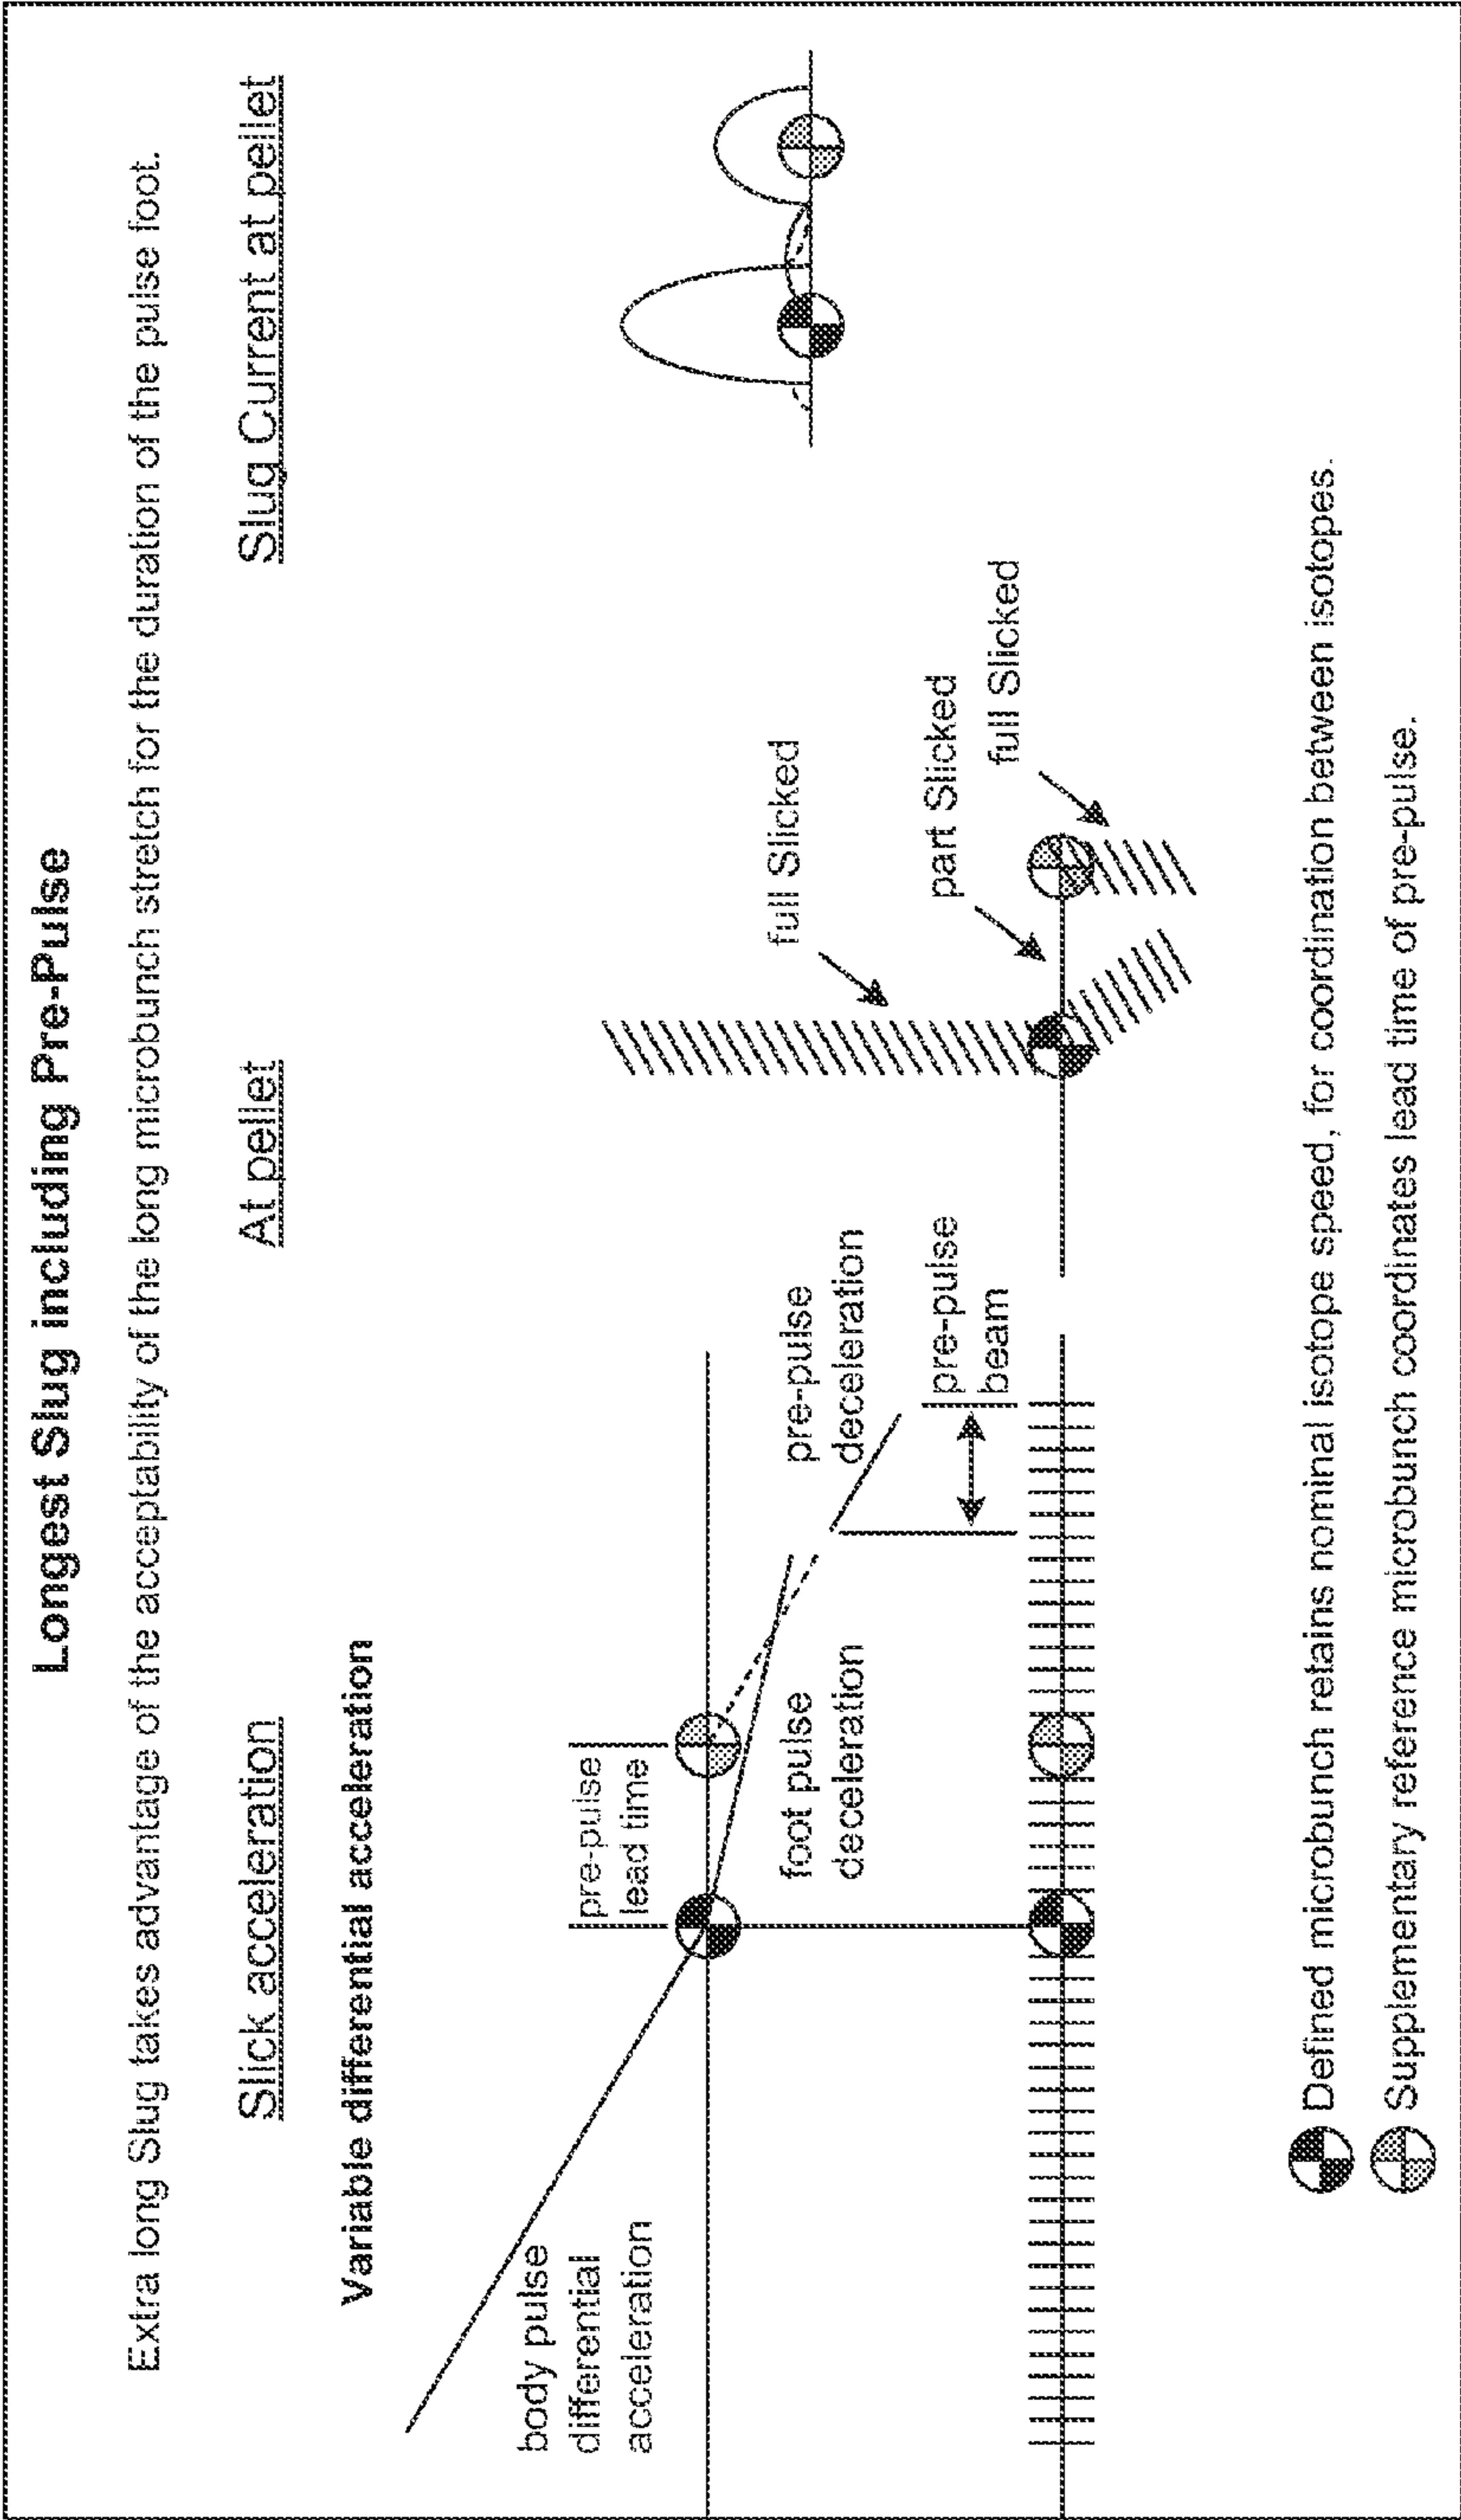 Longest Slug including Pre-Pulse
Extra long Slug takes advantage of the acceptability of the long microbunch stretch for the duration of the pulse foot.
Slick acceleration
At pellet
Slug Current at pellet
Variable differential acceleration
body pulse
differential
acceleration
pre-pulse
lead time
foot pulse
deceleration
pre-pulse
deceleration
pre-pulse
beam
full Slicked
part Slicked
full Slicked
Defined microbunch retains nominal isotope speed, for coordination between isotopes.
Supplementary reference microbunch coordinates lead time of pre-pulse.